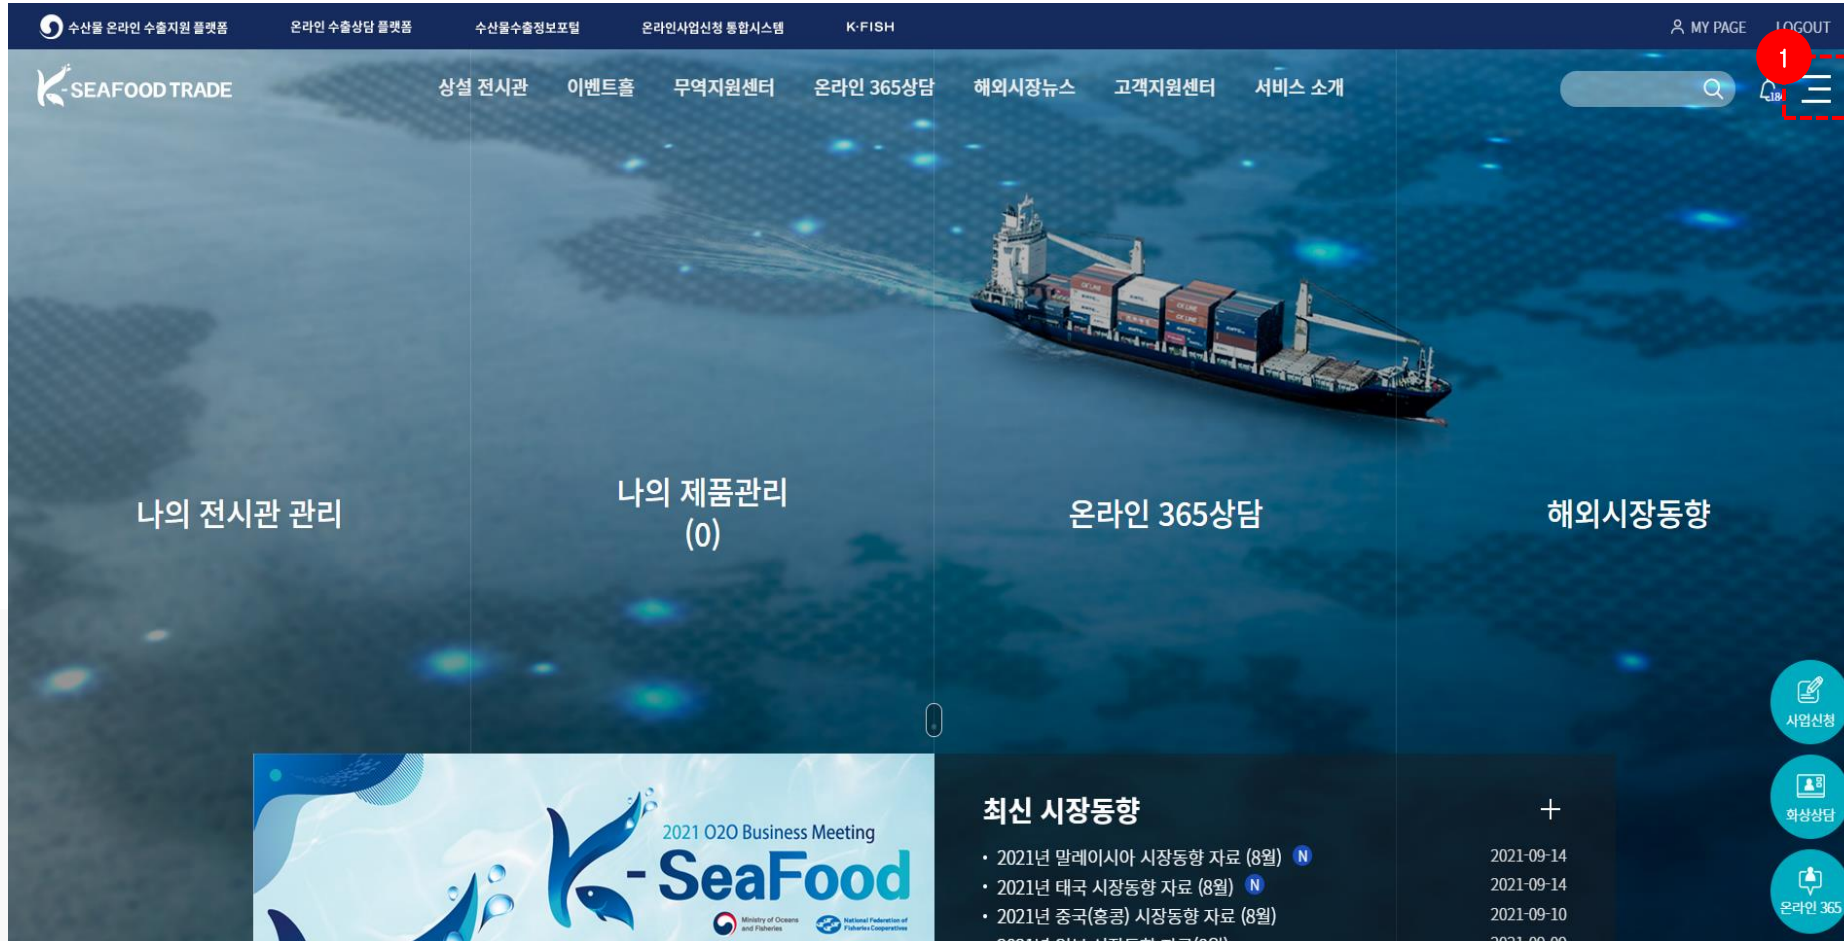 수산물 온라인 수출지원 플랫폼 온라인 수출상담 플랫폼 수산물수출정보포털 온라인사업신청 통합시스템 K·FISH MY PAGE LOGOUT
1
K-SEAFOOD TRADE 상설 전시관 이벤트홀 무역지원센터 온라인 365상담 해외시장뉴스 고객지원센터 서비스 소개
나의 전시관 관리
나의 제품관리
(0)
온라인 365상담
해외시장동향
사업신청
화상상담
온라인 365
2021 O2O Business Meeting
K-SeaFood
Ministry of Oceans
and Fisheries
National Federation of
Fisheries Cooperatives
최신 시장동향 +
• 2021년 말레이시아 시장동향 자료 (8월) N 2021-09-14
• 2021년 태국 시장동향 자료 (8월) N 2021-09-14
• 2021년 중국(홍콩) 시장동향 자료 (8월) 2021-09-10